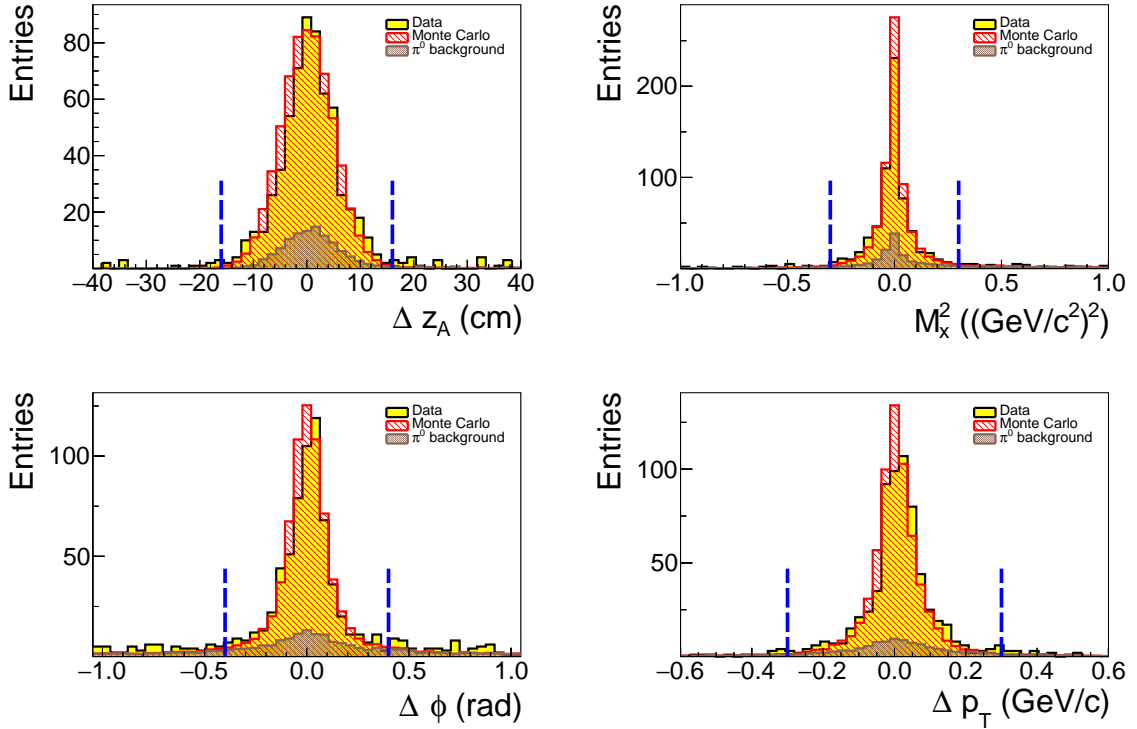 Entries
Data
Monte Carlo
π⁰ background
80
60
40
20
−40 −30 −20 −10 0 10 20 30 40
Δ z_A (cm)
Entries
Data
Monte Carlo
π⁰ background
200
100
−1.0 −0.5 0.0 0.5 1.0
M_x² ((GeV/c²)²)
Entries
Data
Monte Carlo
π⁰ background
100
50
−1.0 −0.5 0.0 0.5 1.0
Δ ϕ (rad)
Entries
Data
Monte Carlo
π⁰ background
100
50
−0.6 −0.4 −0.2 0.0 0.2 0.4 0.6
Δ p_T (GeV/c)